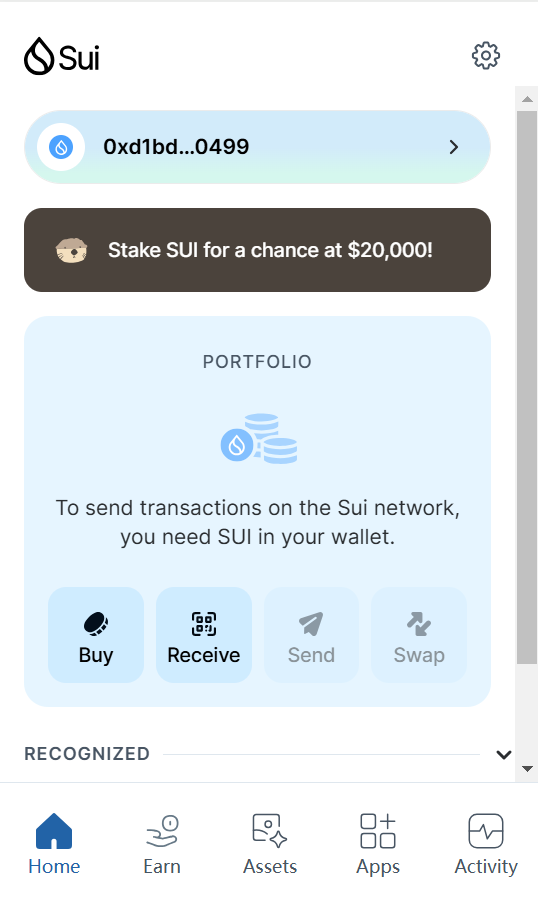 Sui
0xd1bd...0499
Stake SUI for a chance at $20,000!
PORTFOLIO
To send transactions on the Sui network,
you need SUI in your wallet.
Buy
Receive
Send
Swap
RECOGNIZED
Home
Earn
Assets
Apps
Activity